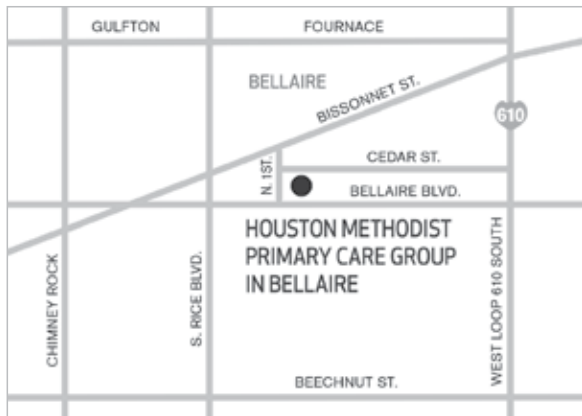 GULFTON
FOURNACE
BELLAIRE
BISSONNET ST.
610
CEDAR ST.
N. 1ST.
BELLAIRE BLVD.
HOUSTON METHODIST
PRIMARY CARE GROUP
IN BELLAIRE
CHIMNEY ROCK
S. RICE BLVD.
WEST LOOP 610 SOUTH
BEECHNUT ST.